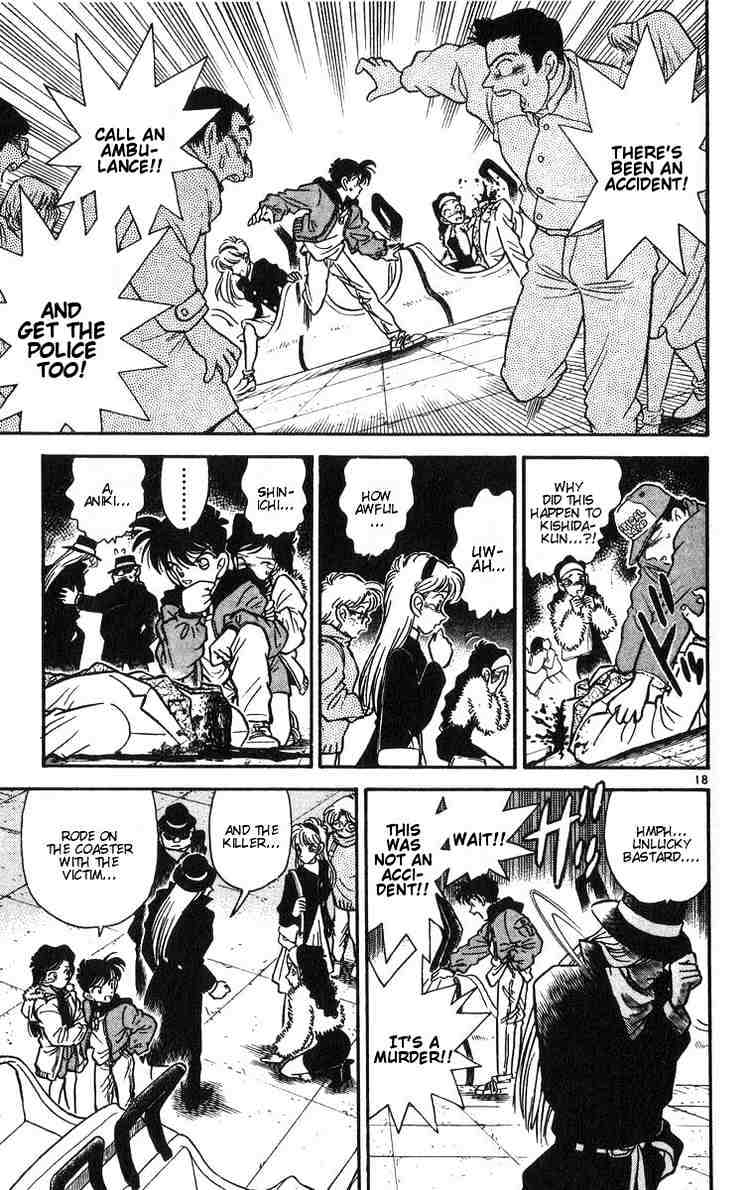 THERE'S
BEEN AN
ACCIDENT!
CALL AN
AMBU-
LANCE!!
AND
GET THE
POLICE
TOO!
WHY
DID THIS
HAPPEN TO
KISHIDA-
KUN...?!
UW-
AH...
HOW
AWFUL
...
SHIN-
ICHI...
........
A,
ANIKI...
18
HMPH...
UNLUCKY
BASTARD....
WAIT!!
THIS
WAS
NOT AN
ACCI-
DENT!!
IT'S A
MURDER!!
AND THE
KILLER...
RODE ON
THE COASTER
WITH THE
VICTIM...